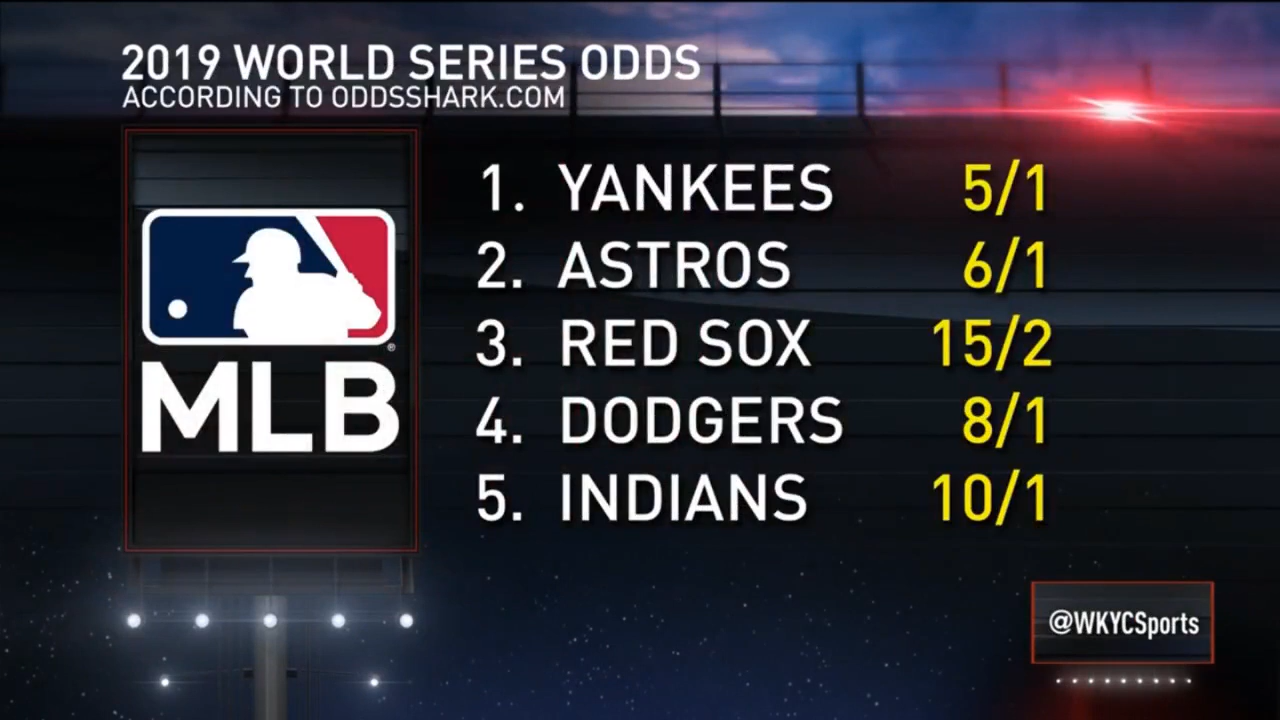 2019 WORLD SERIES ODDS
ACCORDING TO ODDSSHARK.COM
1. YANKEES 5/1
2. ASTROS 6/1
3. RED SOX 15/2
4. DODGERS 8/1
5. INDIANS 10/1
®
MLB
@WKYCSports